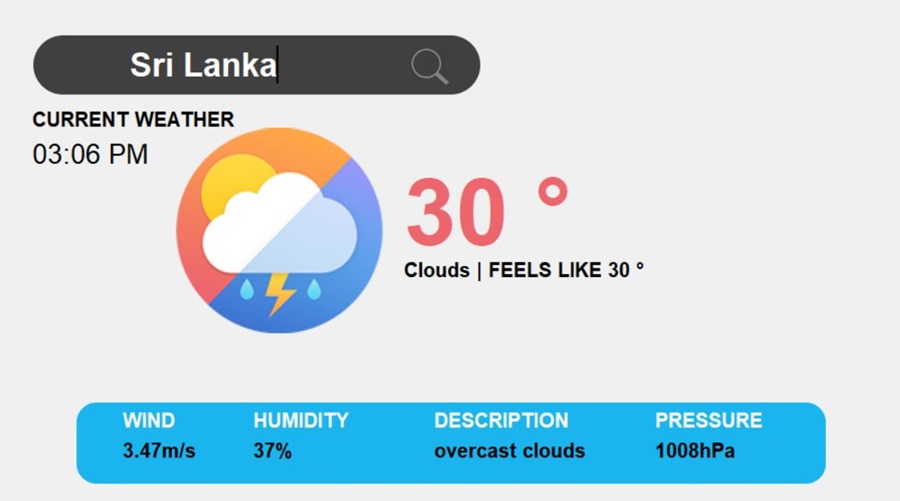 Sri Lanka
CURRENT WEATHER
03:06 PM
30 °
Clouds | FEELS LIKE 30 °
WIND HUMIDITY DESCRIPTION PRESSURE
3.47m/s 37% overcast clouds 1008hPa